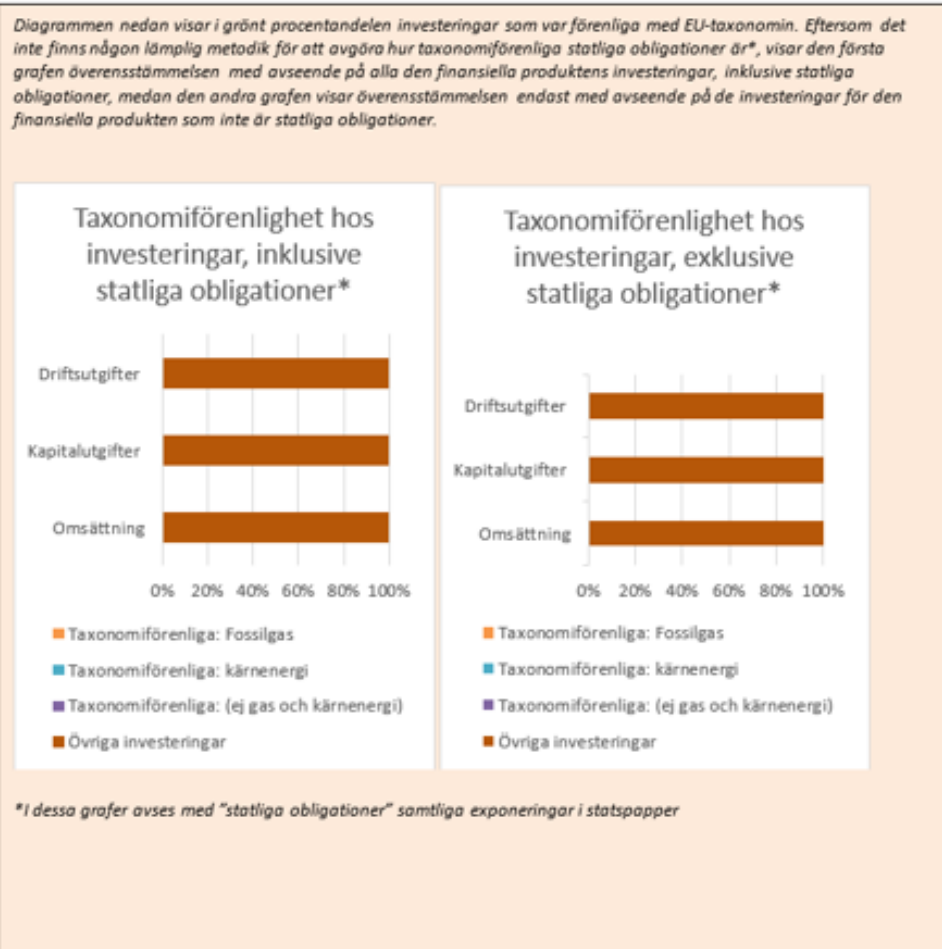 Diagrammen nedan visar i grönt procentandelen investeringar som var förenliga med EU-taxonomin. Eftersom det
inte finns någon lämplig metodik för att avgöra hur taxonomiförenliga statliga obligationer är*, visar den första
grafen överensstämmelsen med avseende på alla den finansiella produktens investeringar, inklusive statliga
obligationer, medan den andra grafen visar överensstämmelsen endast med avseende på de investeringar för den
finansiella produkten som inte är statliga obligationer.
Taxonomiförenlighet hos
investeringar, inklusive
statliga obligationer*
Driftsutgifter
Kapitalutgifter
Omsättning
0% 20% 40% 60% 80% 100%
Taxonomiförenliga: Fossilgas
Taxonomiförenliga: kärnenergi
Taxonomiförenliga: (ej gas och kärnenergi)
Övriga investeringar
Taxonomiförenlighet hos
investeringar, exklusive
statliga obligationer*
Driftsutgifter
Kapitalutgifter
Omsättning
0% 20% 40% 60% 80% 100%
Taxonomiförenliga: Fossilgas
Taxonomiförenliga: kärnenergi
Taxonomiförenliga: (ej gas och kärnenergi)
Övriga investeringar
*I dessa grafer avses med "statliga obligationer" samtliga exponeringar i statspapper